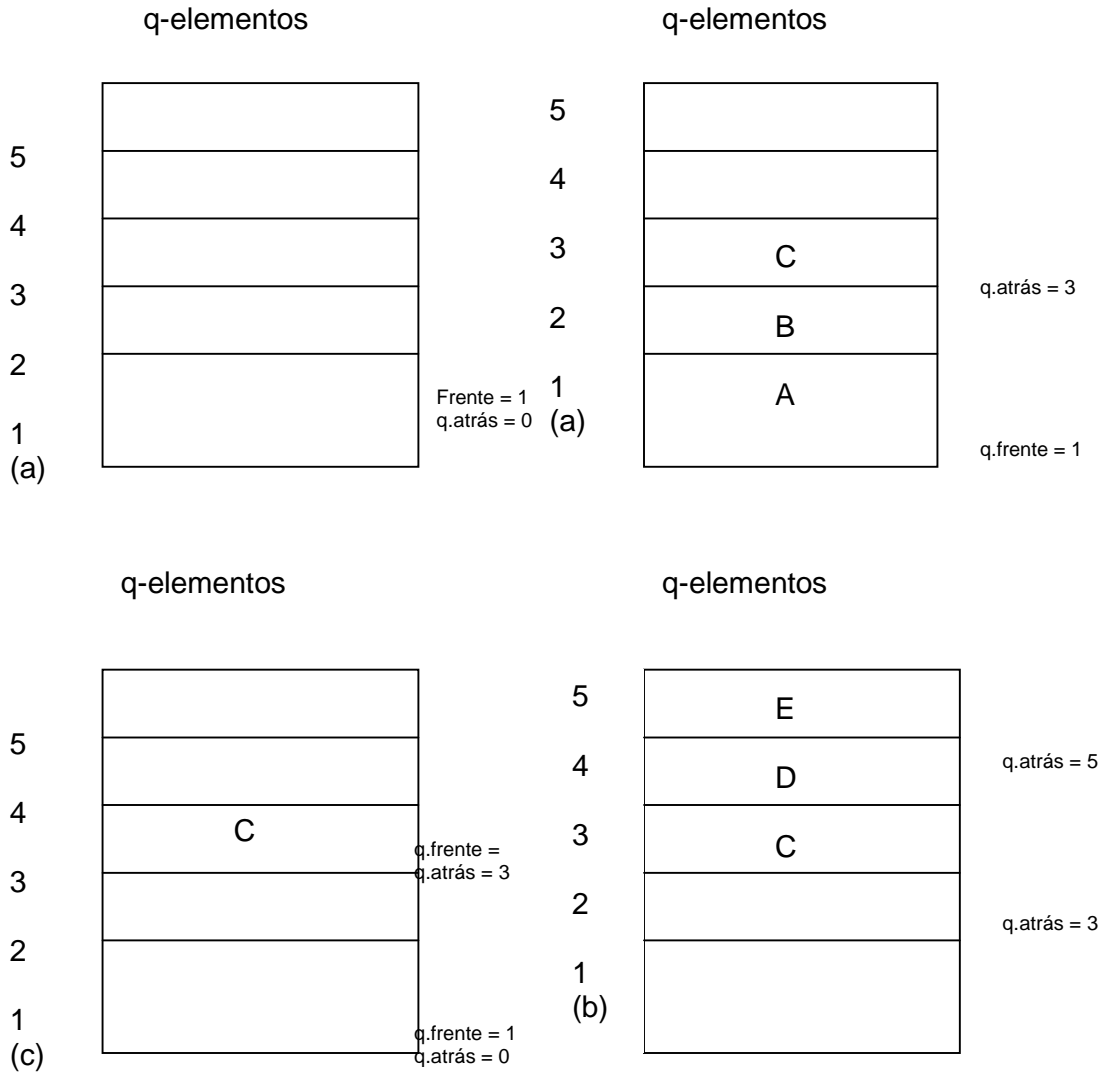 q-elementos
5
4
3
2
1
(a)
Frente = 1
q.atrás = 0
q-elementos
5
4
3
2
1
(a)
C
B
A
q.atrás = 3
q.frente = 1
q-elementos
5
4
3
2
1
(c)
C
q.frente =
q.atrás = 3
q.frente = 1
q.atrás = 0
q-elementos
5
4
3
2
1
(b)
E
D
C
q.atrás = 5
q.atrás = 3